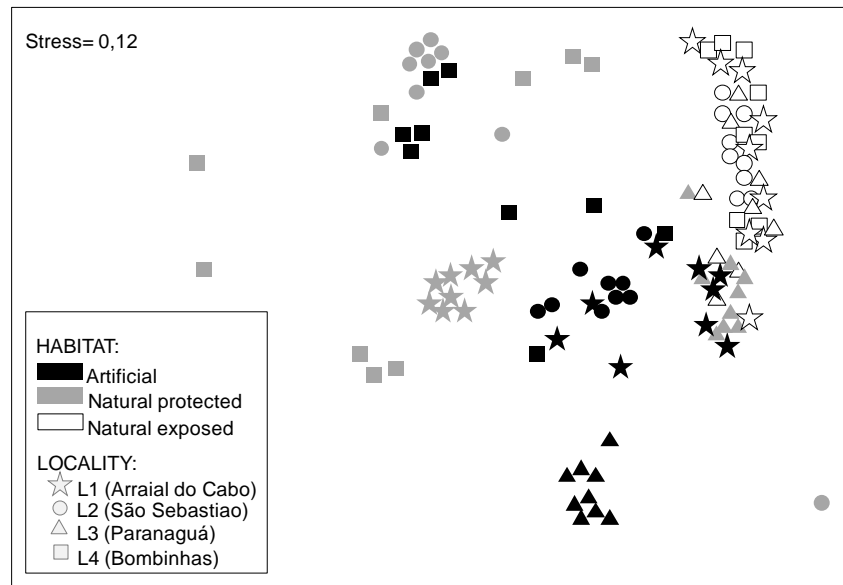 Stress= 0,12
HABITAT:
Artificial
Natural protected
Natural exposed
LOCALITY:
L1 (Arraial do Cabo)
L2 (São Sebastiao)
L3 (Paranaguá)
L4 (Bombinhas)